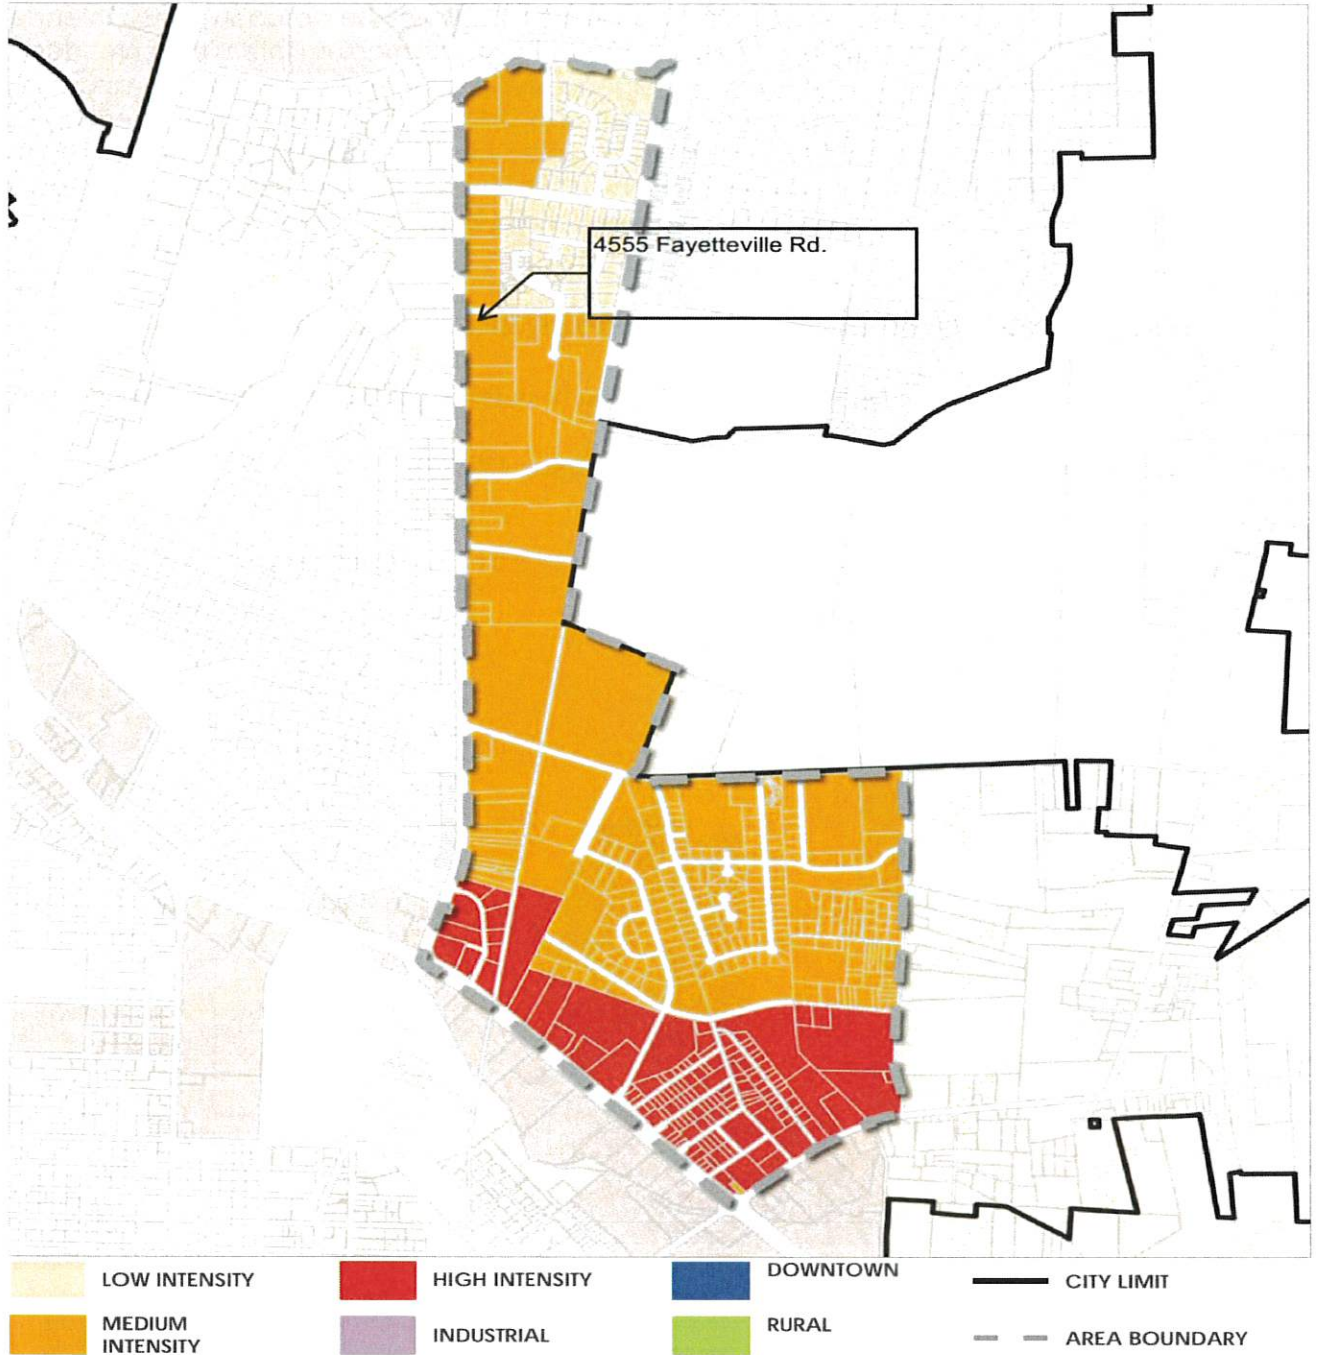 4555 Fayetteville Rd.
LOW INTENSITY
HIGH INTENSITY
DOWNTOWN
CITY LIMIT
MEDIUM
INTENSITY
INDUSTRIAL
RURAL
AREA BOUNDARY